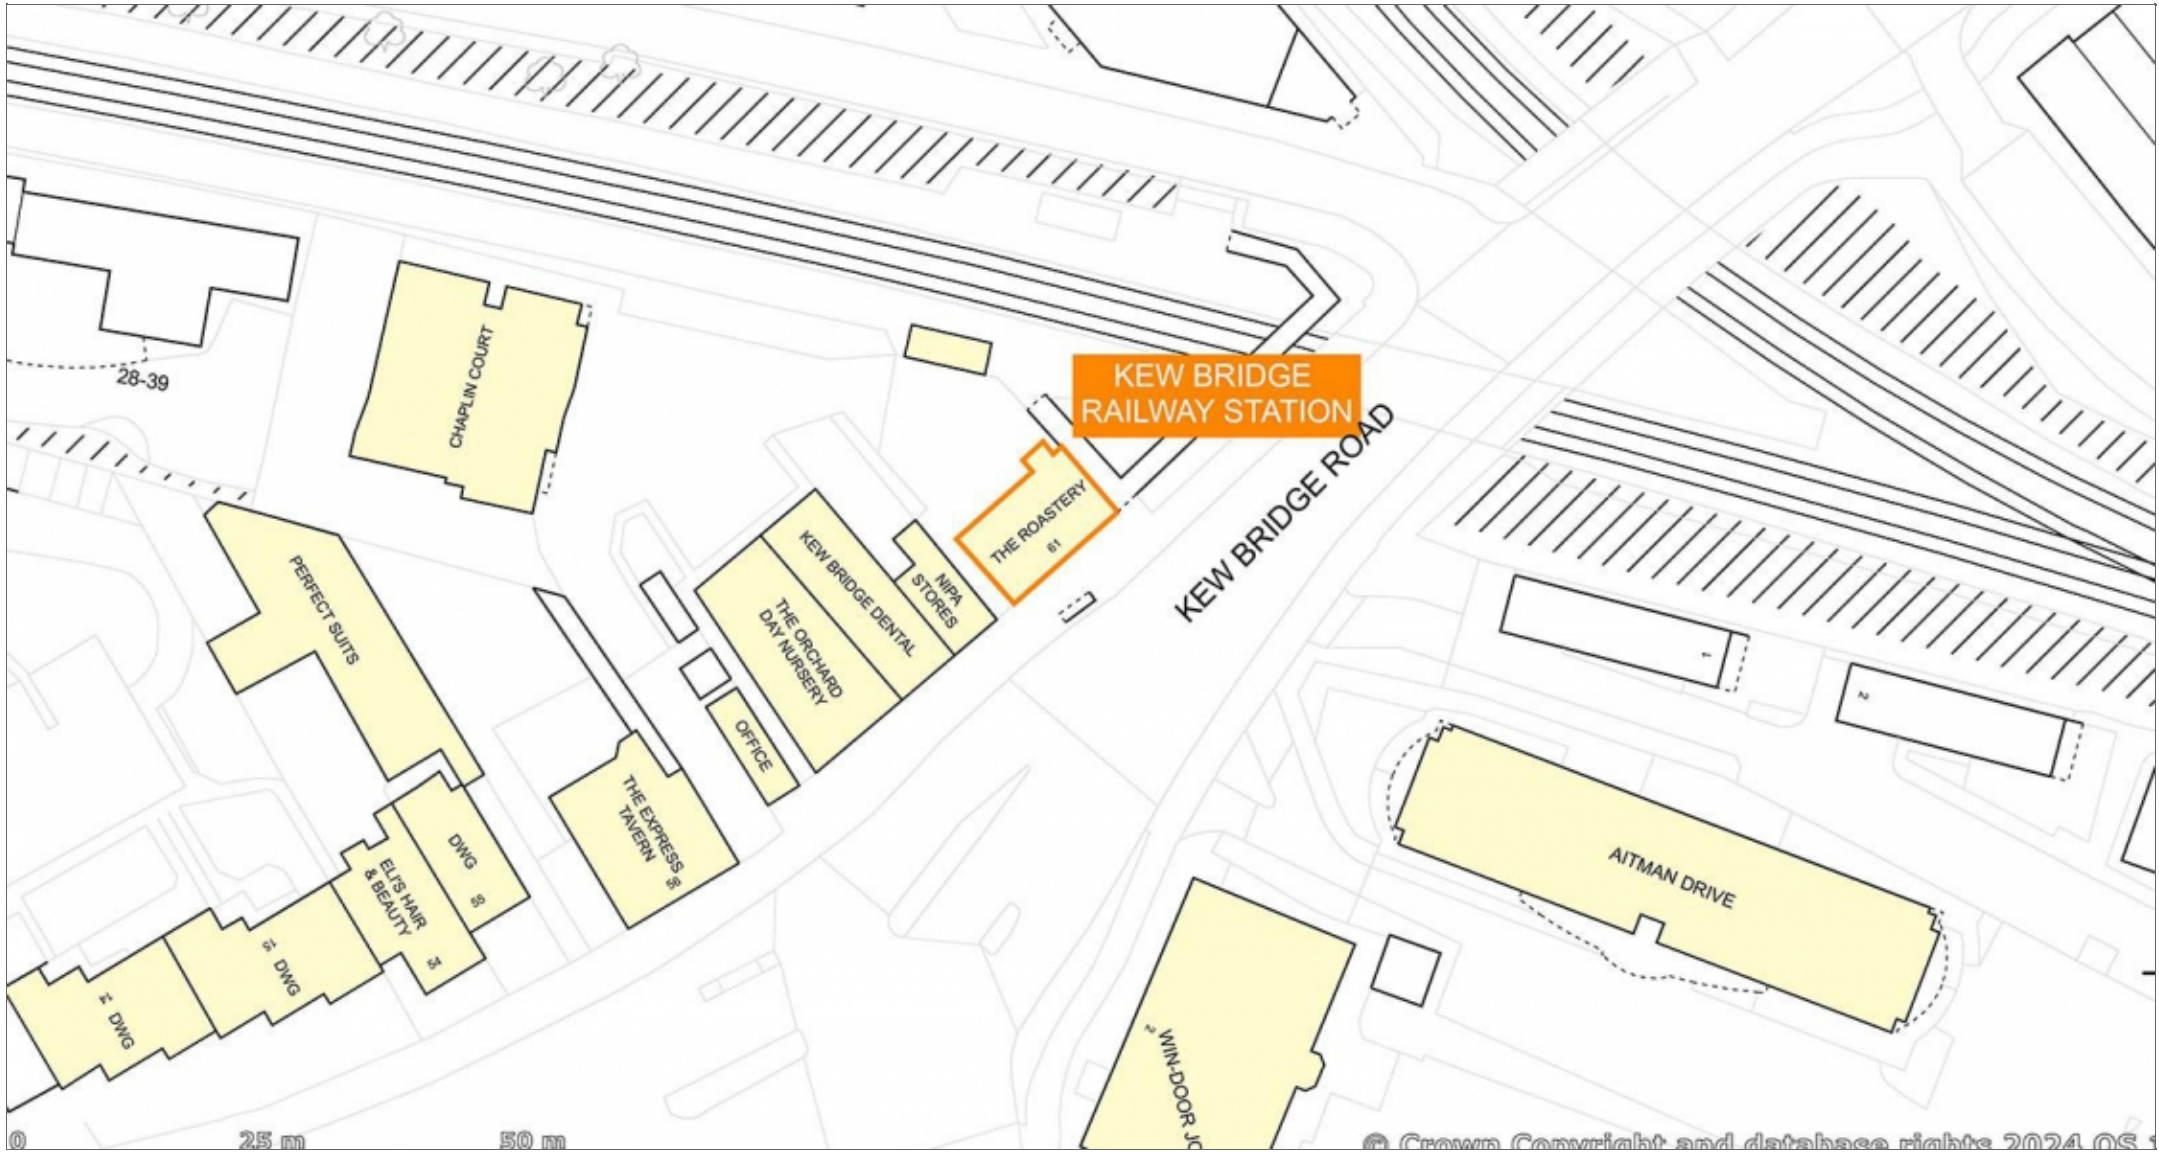 KEW BRIDGE
RAILWAY STATION
28-39
CHAPLIN COURT
KEW BRIDGE ROAD
THE ROASTERY
61
PERFECT SUITS
KEW BRIDGE DENTAL
NIPA
STORES
THE ORCHARD
DAY NURSERY
1
2
OFFICE
THE EXPRESS
TAVERN
56
DWG
ELI'S HAIR
& BEAUTY
54
AITMAN DRIVE
DWG
DWG
2
WIN-DOOR
0
25 m
50 m
© Crown Copyright and database rights 2024 OS